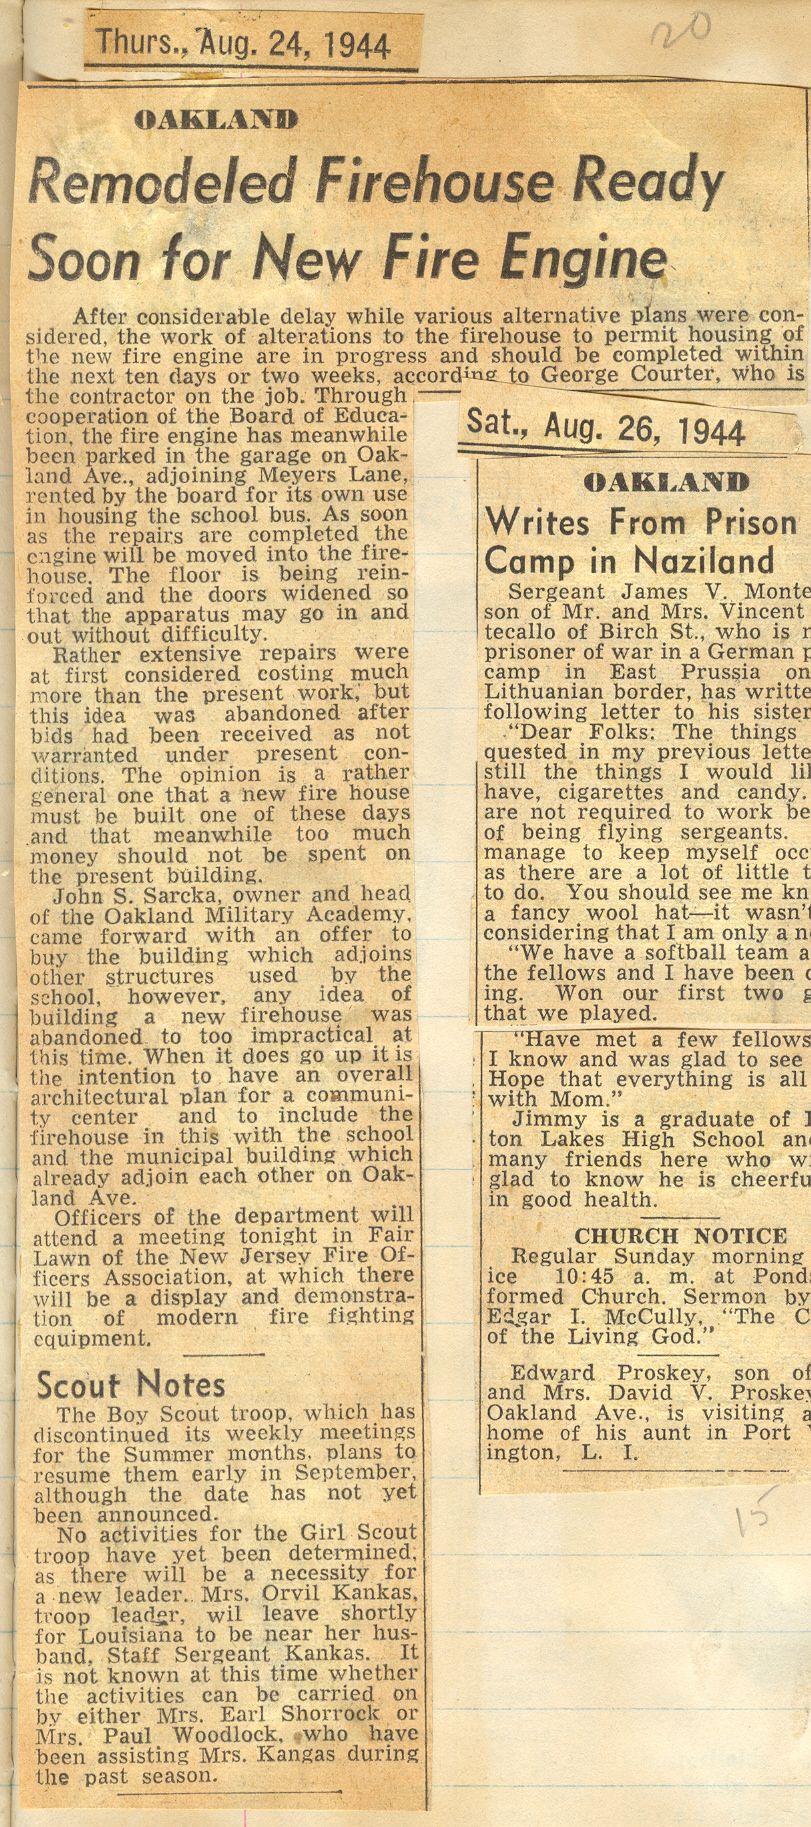 20
Thurs., Aug. 24, 1944
OAKLAND
Remodeled Firehouse Ready
Soon for New Fire Engine
After considerable delay while various alternative plans were con-
sidered, the work of alterations to the firehouse to permit housing of
the new fire engine are in progress and should be completed within
the next ten days or two weeks, according to George Courter, who is
the contractor on the job. Through
cooperation of the Board of Educa-
tion, the fire engine has meanwhile
been parked in the garage on Oak-
land Ave., adjoining Meyers Lane,
rented by the board for its own use
in housing the school bus. As soon
as the repairs are completed the
engine will be moved into the fire-
house. The floor is being rein-
forced and the doors widened so
that the apparatus may go in and
out without difficulty.
Rather extensive repairs were
at first considered costing much
more than the present work, but
this idea was abandoned after
bids had been received as not
warranted under present con-
ditions. The opinion is a rather
general one that a new fire house
must be built one of these days
and that meanwhile too much
money should not be spent on
the present building.
John S. Sarcka, owner and head
of the Oakland Military Academy,
came forward with an offer to
buy the building which adjoins
other structures used by the
school, however, any idea of
building a new firehouse was
abandoned to too impractical at
this time. When it does go up it is
the intention to have an overall
architectural plan for a communi-
ty center and to include the
firehouse in this with the school
and the municipal building which
already adjoin each other on Oak-
land Ave.
Officers of the department will
attend a meeting tonight in Fair
Lawn of the New Jersey Fire Of-
ficers Association, at which there
will be a display and demonstra-
tion of modern fire fighting
equipment.
Scout Notes
The Boy Scout troop, which has
discontinued its weekly meetings
for the Summer months, plans to
resume them early in September,
although the date has not yet
been announced.
No activities for the Girl Scout
troop have yet been determined,
as there will be a necessity for
a new leader. Mrs. Orvil Kankas,
troop leader, wil leave shortly
for Louisiana to be near her hus-
band, Staff Sergeant Kankas. It
is not known at this time whether
the activities can be carried on
by either Mrs. Earl Shorrock or
Mrs. Paul Woodlock, who have
been assisting Mrs. Kangas during
the past season.
Sat., Aug. 26, 1944
OAKLAND
Writes From Prison
Camp in Naziland
Sergeant James V. Monte
son of Mr. and Mrs. Vincent
tecallo of Birch St., who is
prisoner of war in a German
camp in East Prussia on
Lithuanian border, has writte
following letter to his sister
"Dear Folks: The things
quested in my previous lette
still the things I would li
have, cigarettes and candy.
are not required to work be
of being flying sergeants.
manage to keep myself occ
as there are a lot of little t
to do. You should see me kn
a fancy wool hat—it wasn't
considering that I am only a n
"We have a softball team a
the fellows and I have been
ing. Won our first two g
that we played.
"Have met a few fellows
I know and was glad to see
Hope that everything is all
with Mom."
Jimmy is a graduate of
ton Lakes High School an
many friends here who w
glad to know he is cheerfu
in good health.
CHURCH NOTICE
Regular Sunday morning
ice 10:45 a. m. at Pond
formed Church. Sermon by
Edgar I. McCully, "The C
of the Living God."
Edward Proskey, son of
and Mrs. David V. Proskey
Oakland Ave., is visiting a
home of his aunt in Port
ington, L. I.
15